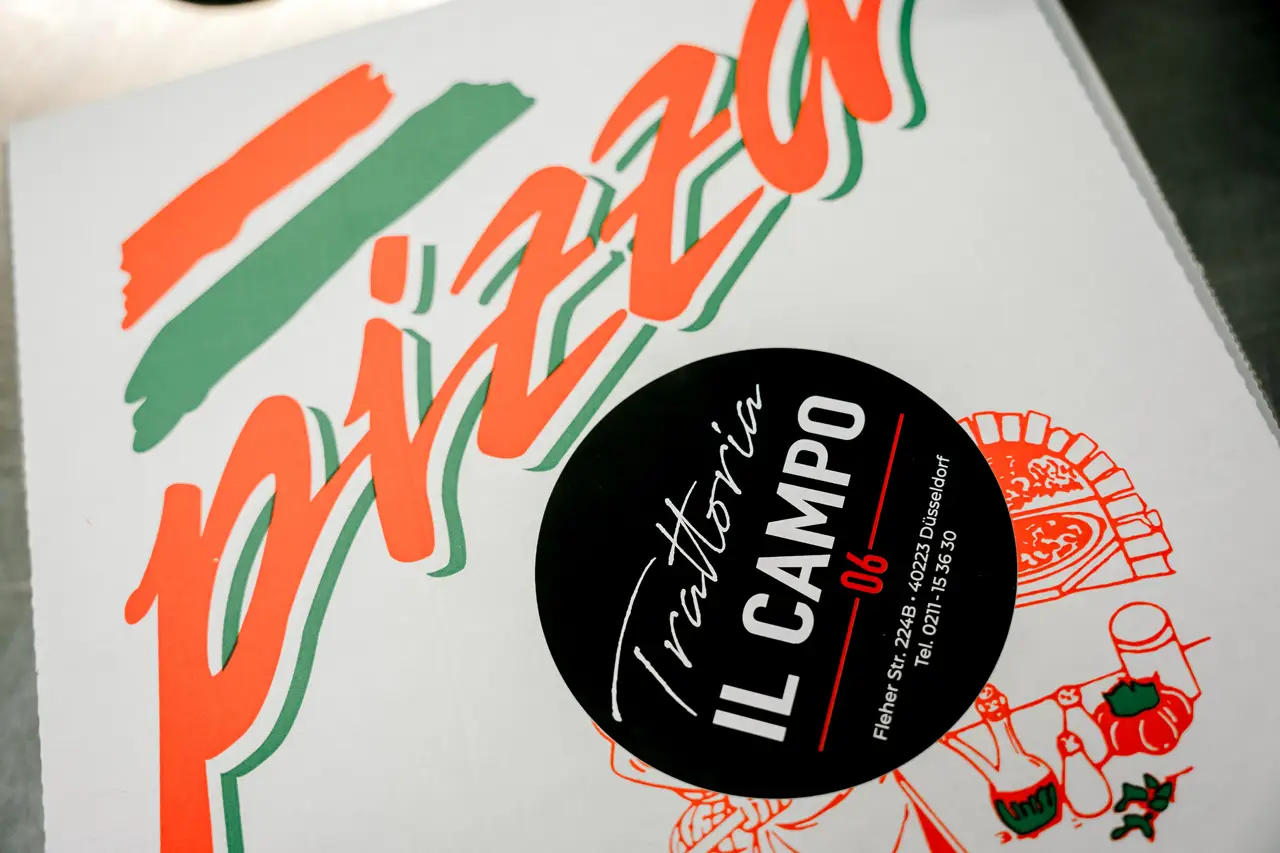 pizza
Trattoria
IL CAMPO
06
Fleher Str. 224B • 40223 Düsseldorf
Tel. 0211 - 15 36 30